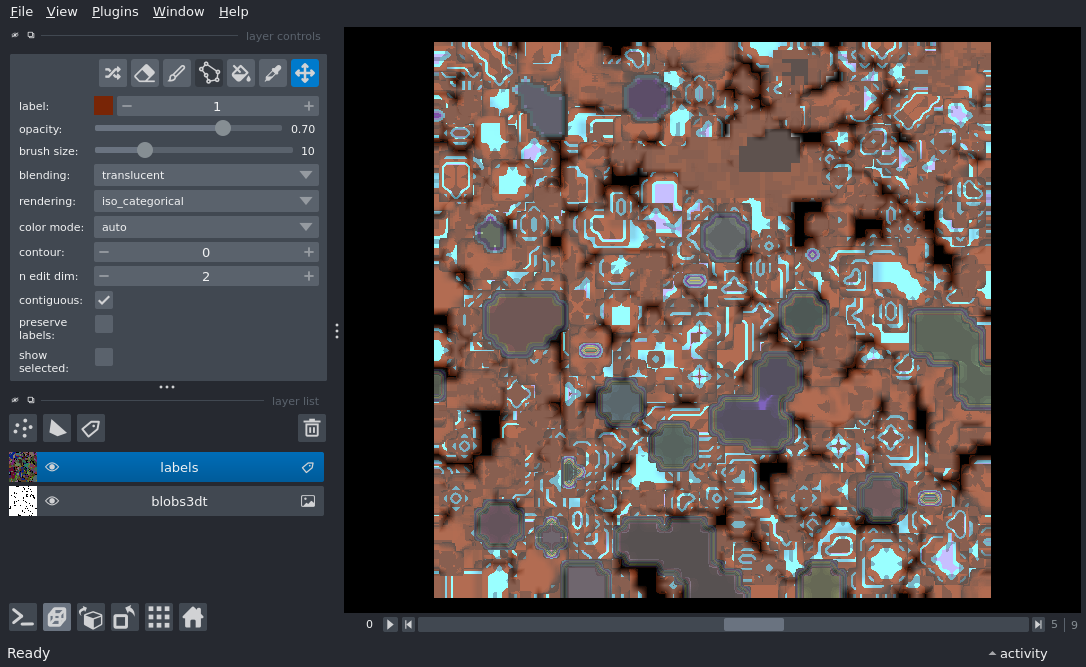 File View Plugins Window Help
layer controls
label: 1
opacity: 0.70
brush size: 10
blending: translucent
rendering: iso_categorical
color mode: auto
contour: 0
n edit dim: 2
contiguous:
preserve
labels:
show
selected:
layer list
labels
blobs3dt
0 5 9
Ready activity